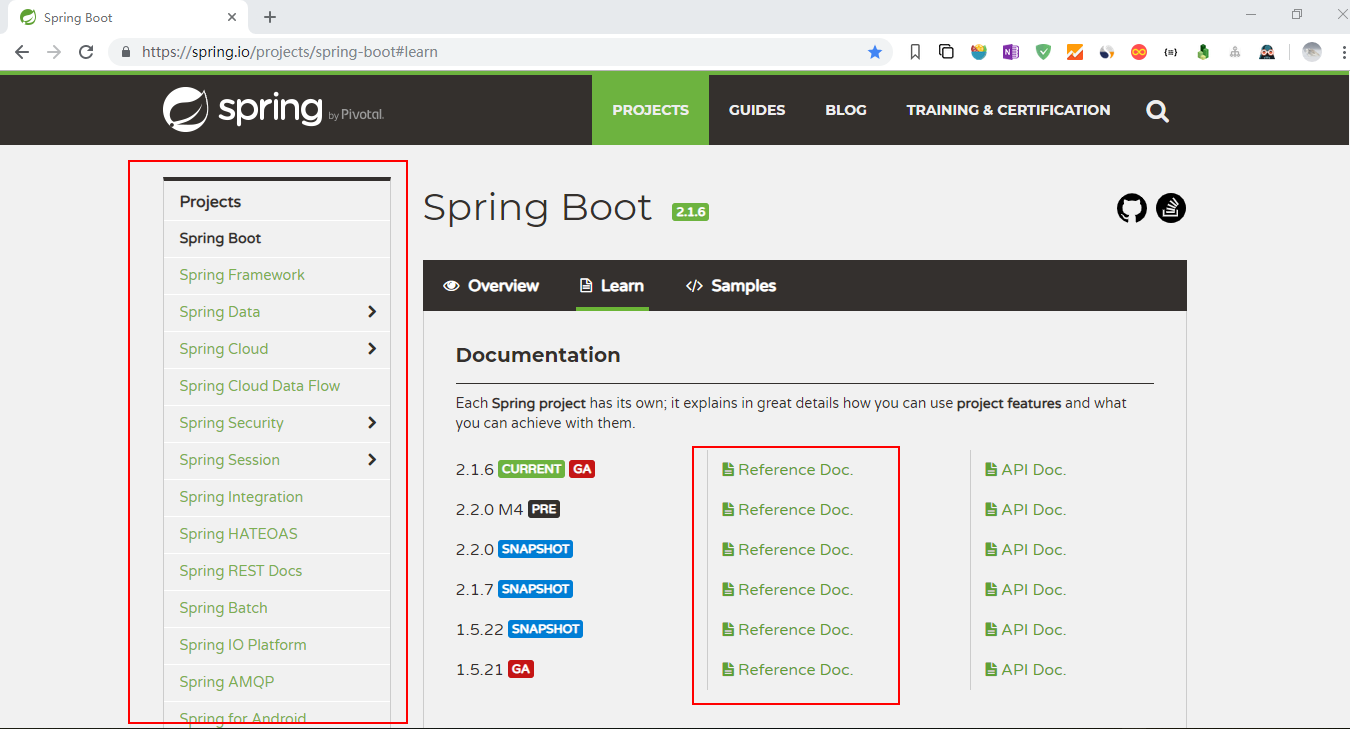 Spring Boot
https://spring.io/projects/spring-boot#learn
spring by Pivotal.
PROJECTS GUIDES BLOG TRAINING & CERTIFICATION
Projects
Spring Boot
Spring Framework
Spring Data
Spring Cloud
Spring Cloud Data Flow
Spring Security
Spring Session
Spring Integration
Spring HATEOAS
Spring REST Docs
Spring Batch
Spring IO Platform
Spring AMQP
Spring for Android
Spring Boot 2.1.6
Overview Learn Samples
Documentation
Each Spring project has its own; it explains in great details how you can use project features and what
you can achieve with them.
2.1.6 CURRENT GA Reference Doc. API Doc.
2.2.0 M4 PRE Reference Doc. API Doc.
2.2.0 SNAPSHOT Reference Doc. API Doc.
2.1.7 SNAPSHOT Reference Doc. API Doc.
1.5.22 SNAPSHOT Reference Doc. API Doc.
1.5.21 GA Reference Doc. API Doc.